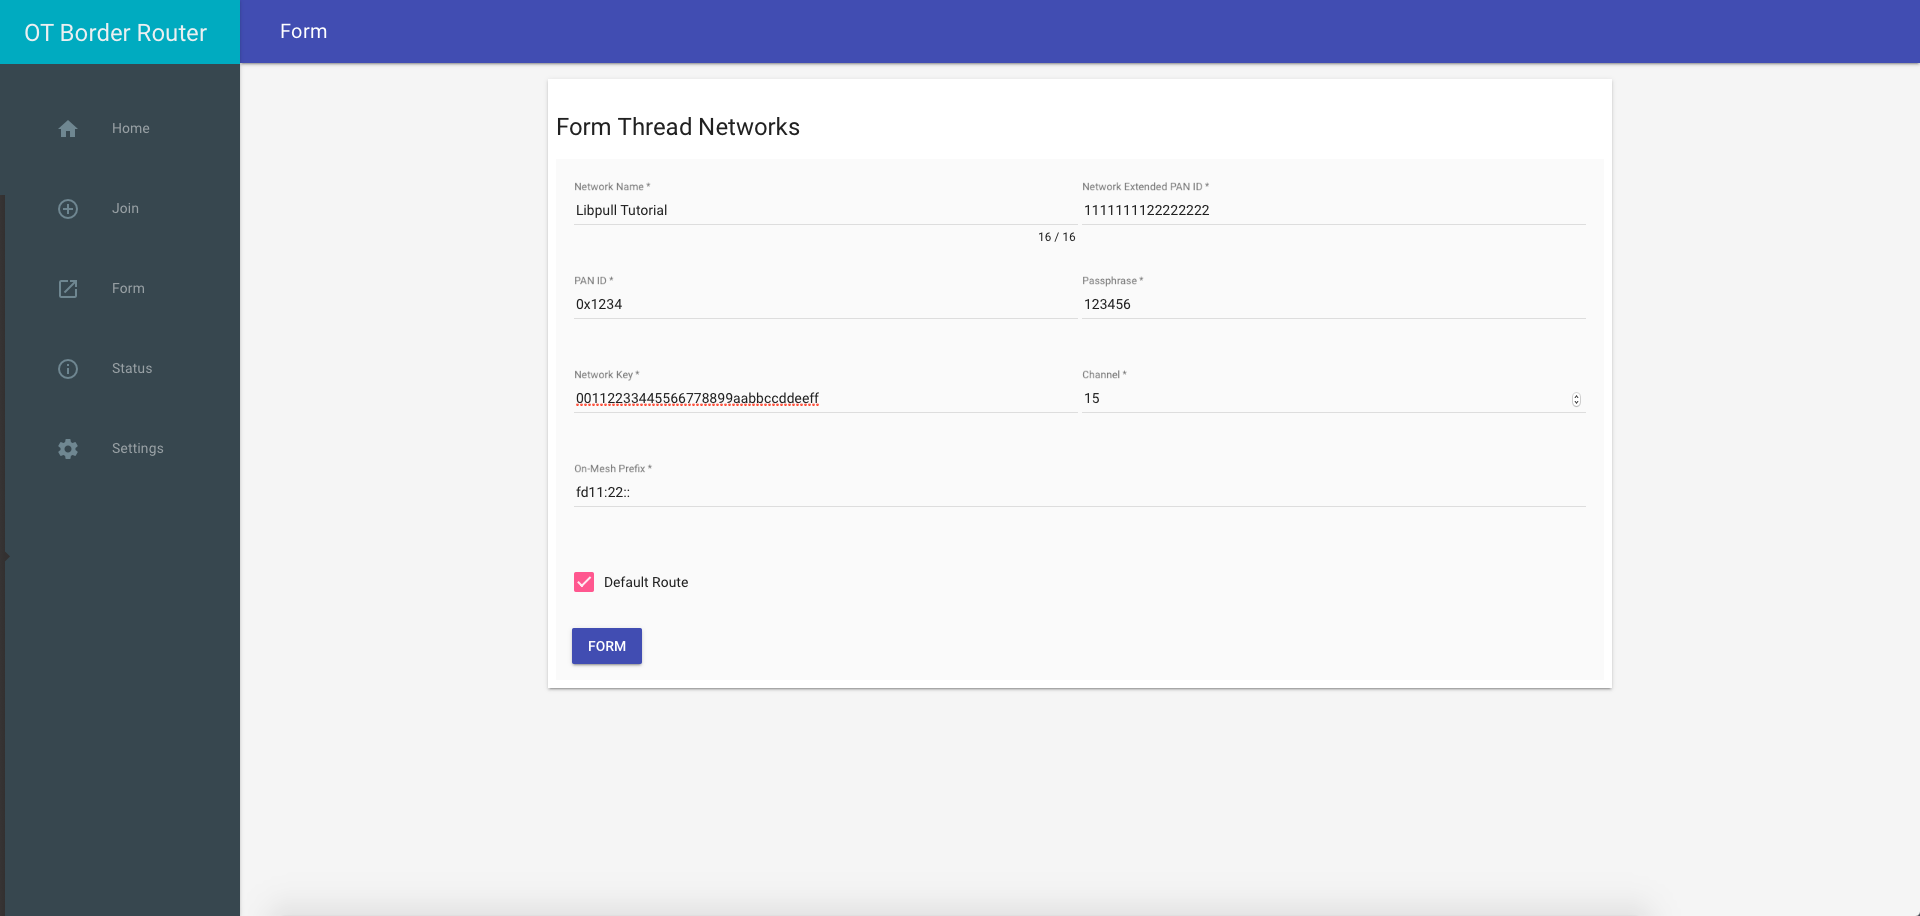 OT Border Router
Form
Home
Join
Form
Status
Settings
Form Thread Networks
Network Name *
Libpull Tutorial
16 / 16
Network Extended PAN ID *
1111111122222222
PAN ID *
0x1234
Passphrase *
123456
Network Key *
00112233445566778899aabbccddeeff
Channel *
15
On-Mesh Prefix *
fd11:22::
Default Route
FORM